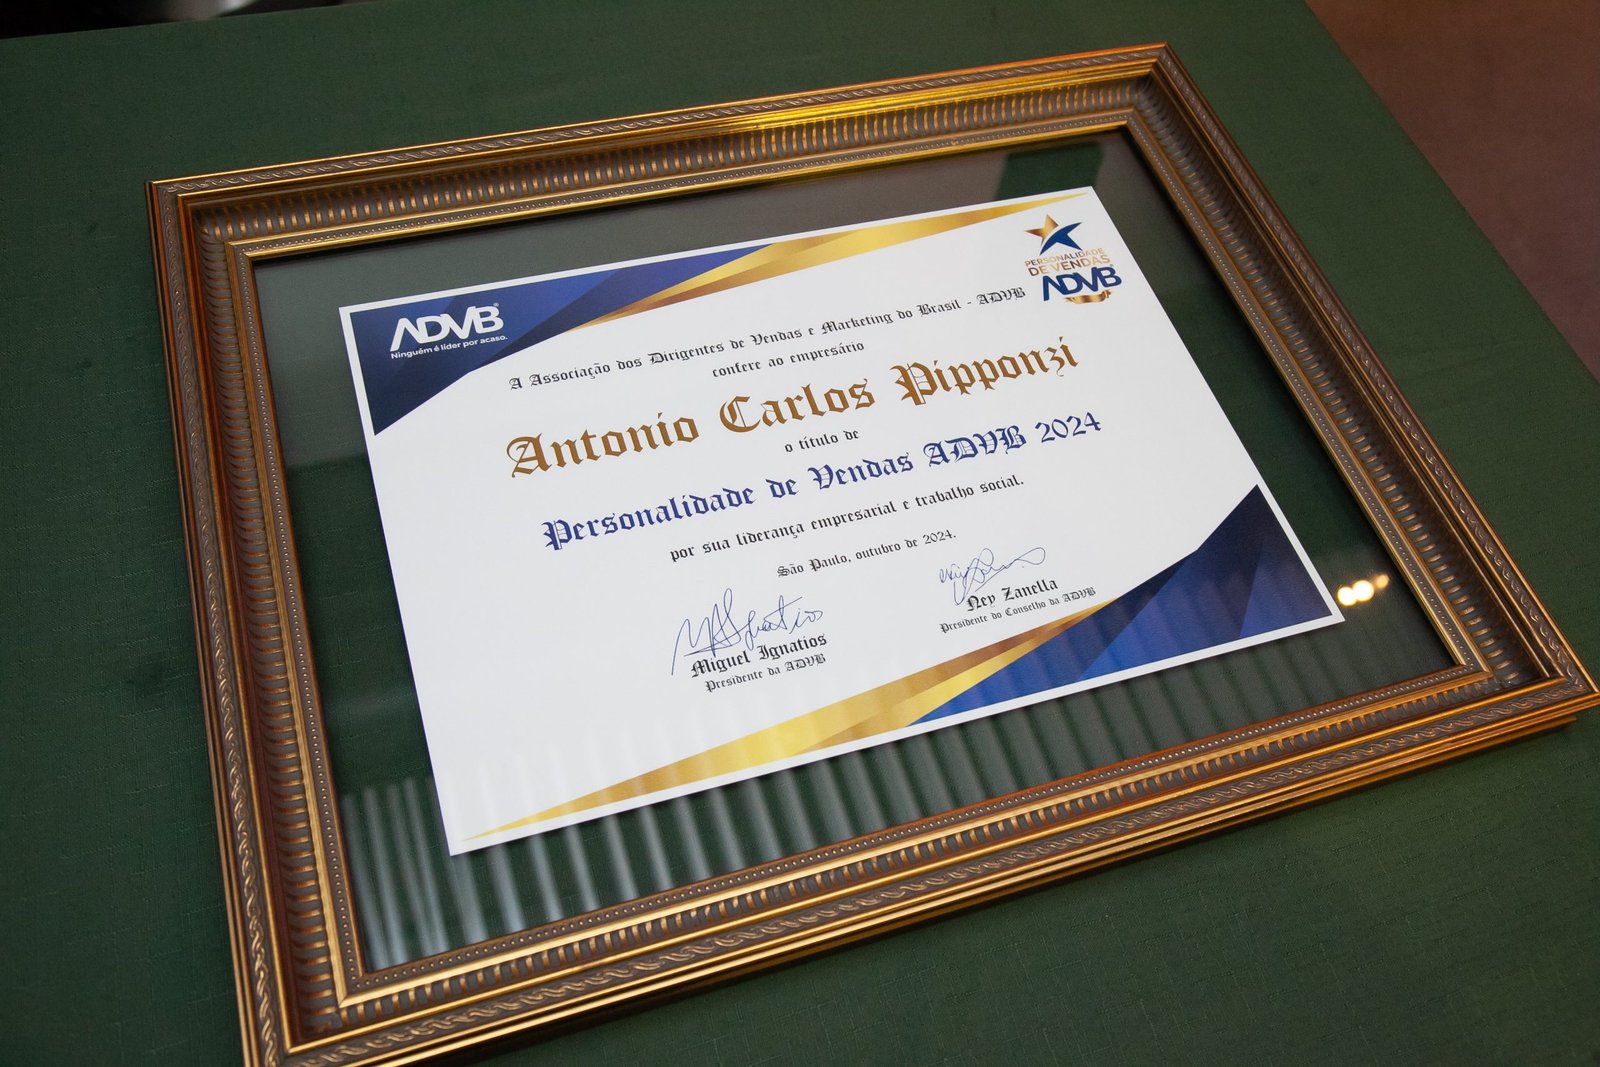 ADVB®
Ninguém é líder por acaso.
PERSONALIDADE
DE VENDAS
ADVB
A Associação dos Dirigentes de Vendas e Marketing do Brasil - ADVB
confere ao empresário
Antonio Carlos Pipponzi
o título de
Personalidade de Vendas ADVB 2024
por sua liderança empresarial e trabalho social.
São Paulo, outubro de 2024.
Miguel Ignatios
Presidente da ADVB
Ney Zanella
Presidente do Conselho da ADVB